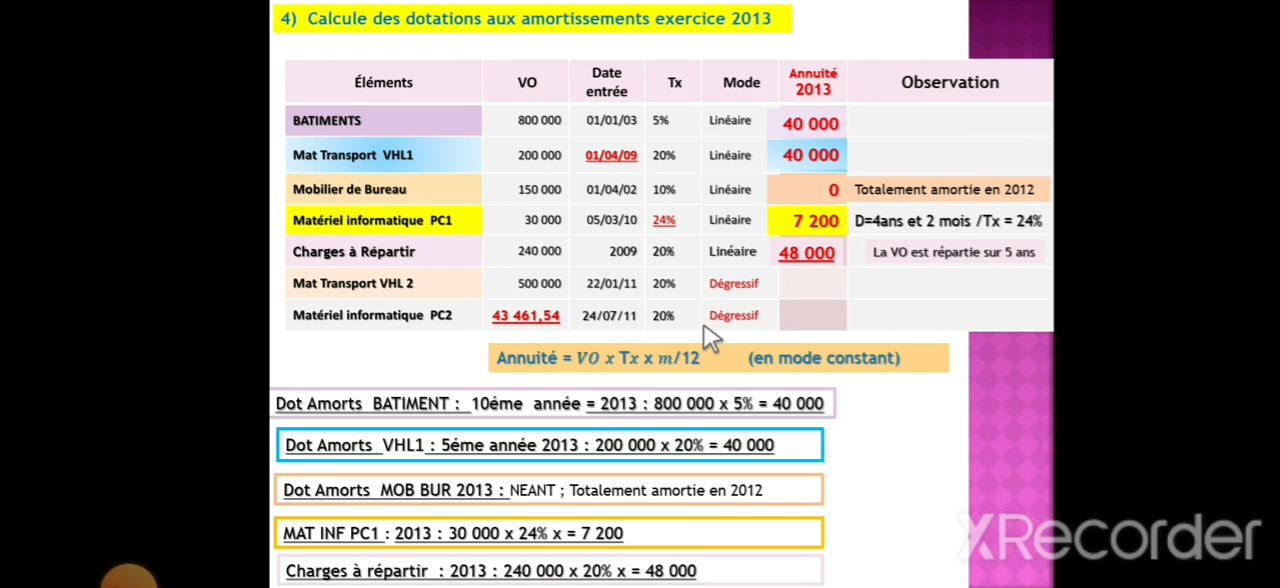 4) Calcule des dotations aux amortissements exercice 2013
Éléments VO Date entrée Tx Mode Annuité 2013 Observation
BATIMENTS 800 000 01/01/03 5% Linéaire 40 000
Mat Transport VHL1 200 000 01/04/09 20% Linéaire 40 000
Mobilier de Bureau 150 000 01/04/02 10% Linéaire 0 Totalement amortie en 2012
Matériel informatique PC1 30 000 05/03/10 24% Linéaire 7 200 D=4ans et 2 mois /Tx = 24%
Charges à Répartir 240 000 2009 20% Linéaire 48 000 La VO est répartie sur 5 ans
Mat Transport VHL 2 500 000 22/01/11 20% Dégressif
Matériel informatique PC2 43 461,54 24/07/11 20% Dégressif
Annuité = VO x Tx x m/12 (en mode constant)
Dot Amorts BATIMENT : 10éme année = 2013 : 800 000 x 5% = 40 000
Dot Amorts VHL1 : 5éme année 2013 : 200 000 x 20% = 40 000
Dot Amorts MOB BUR 2013 : NEANT ; Totalement amortie en 2012
MAT INF PC1 : 2013 : 30 000 x 24% x = 7 200
Charges à répartir : 2013 : 240 000 x 20% x = 48 000
XRecorder